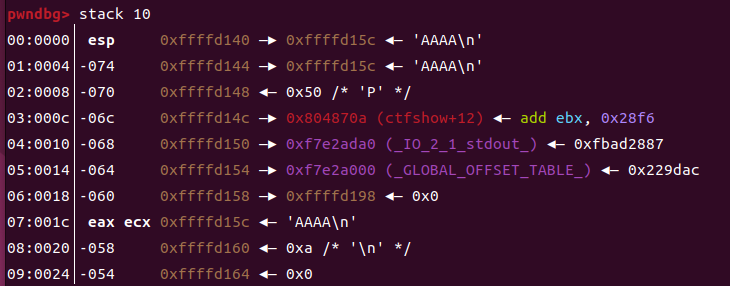 pwndbg> stack 10
00:0000│ esp 0xffffd140 —▸ 0xffffd15c ◂— 'AAAA\n'
01:0004│-074 0xffffd144 —▸ 0xffffd15c ◂— 'AAAA\n'
02:0008│-070 0xffffd148 ◂— 0x50 /* 'P' */
03:000c│-06c 0xffffd14c —▸ 0x804870a (ctfshow+12) ◂— add ebx, 0x28f6
04:0010│-068 0xffffd150 —▸ 0xf7e2ada0 (_IO_2_1_stdout_) ◂— 0xfbad2887
05:0014│-064 0xffffd154 —▸ 0xf7e2a000 (_GLOBAL_OFFSET_TABLE_) ◂— 0x229dac
06:0018│-060 0xffffd158 —▸ 0xffffd198 ◂— 0x0
07:001c│ eax ecx 0xffffd15c ◂— 'AAAA\n'
08:0020│-058 0xffffd160 ◂— 0xa /* '\n' */
09:0024│-054 0xffffd164 ◂— 0x0